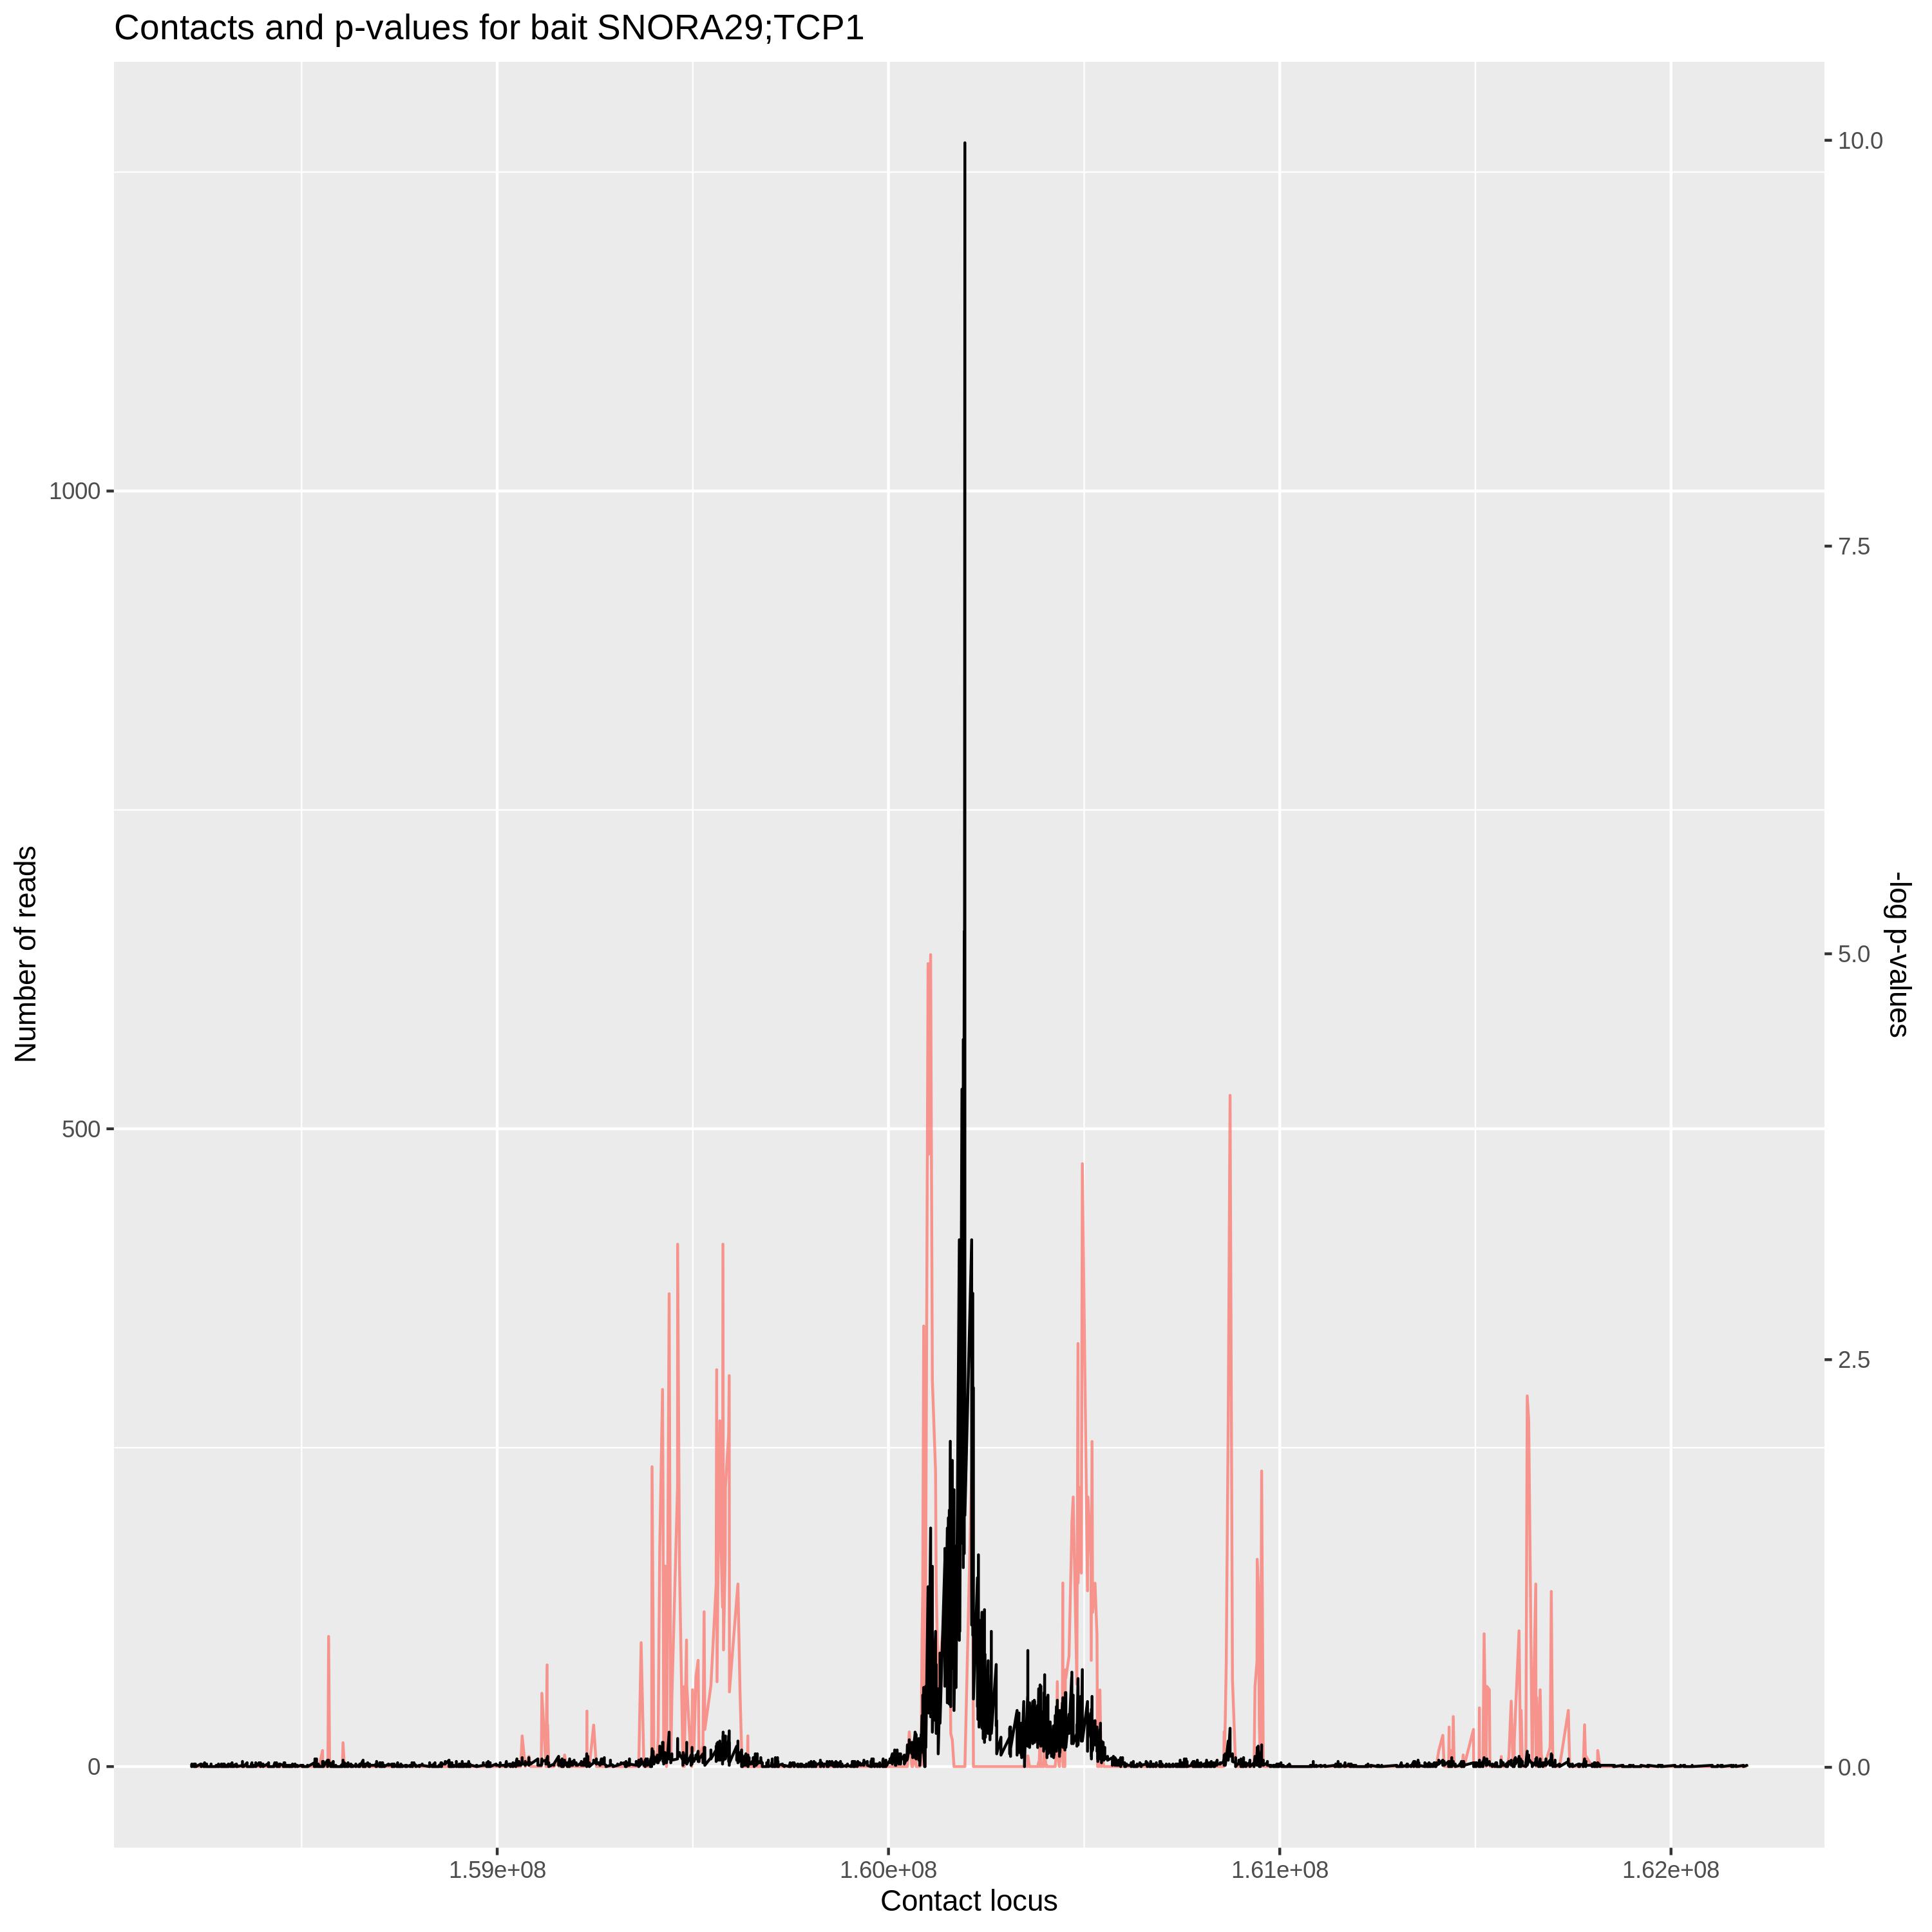 Contacts and p-values for bait SNORA29;TCP1
Number of reads
1000
500
0
10.0
7.5
5.0
2.5
0.0
-log p-values
1.59e+08
1.60e+08
1.61e+08
1.62e+08
Contact locus